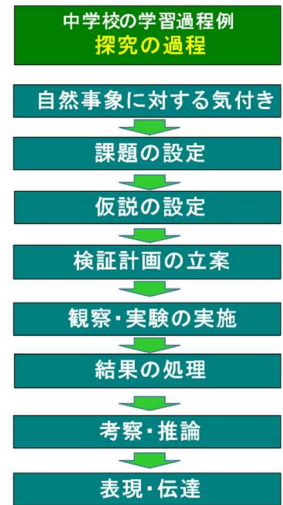 中学校の学習過程例
探究の過程
自然事象に対する気付き
課題の設定
仮説の設定
検証計画の立案
観察・実験の実施
結果の処理
考察・推論
表現・伝達